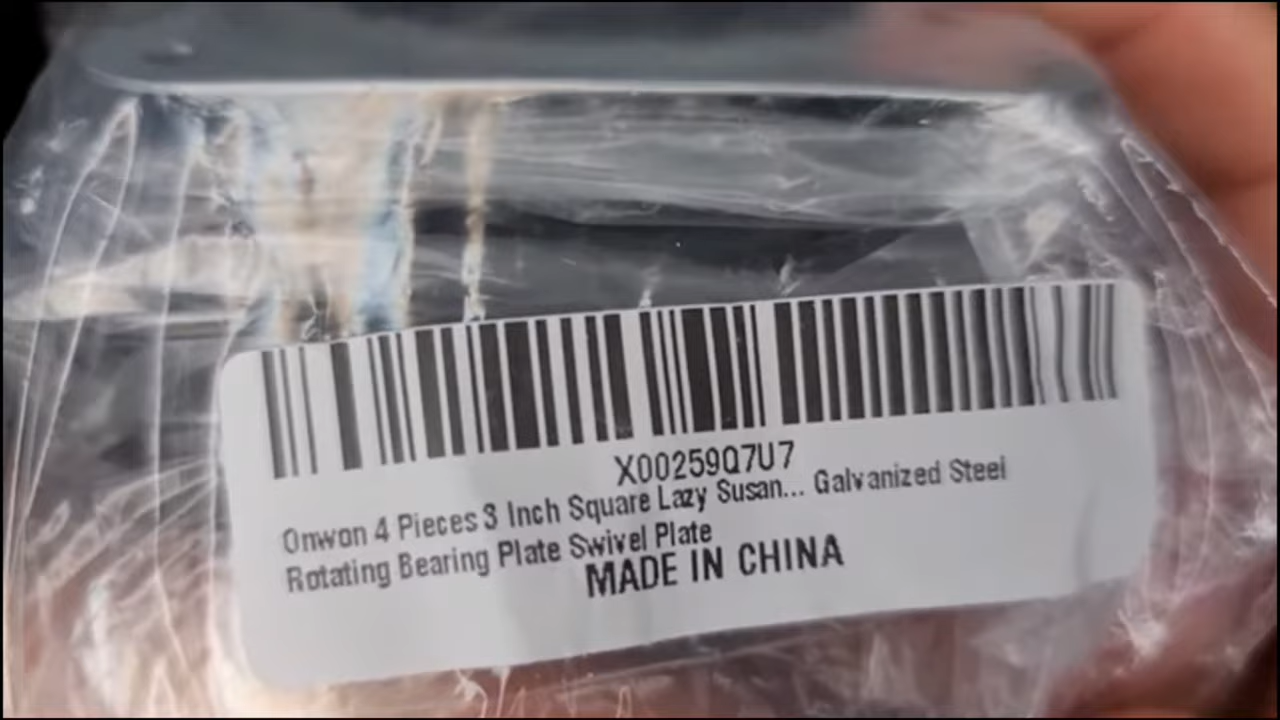 X00259Q7U7
Onwon 4 Pieces 3 Inch Square Lazy Susan... Galvanized Steel
Rotating Bearing Plate Swivel Plate
MADE IN CHINA